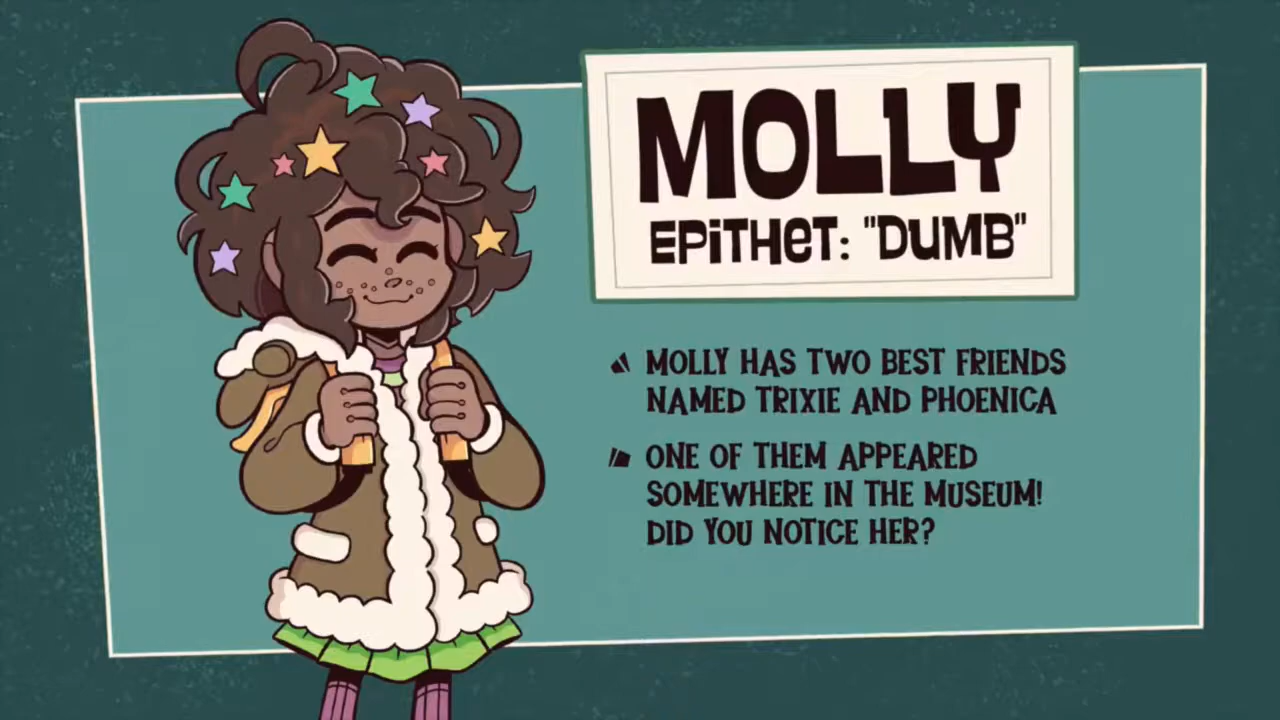 MOLLY
EPITHET: "DUMB"
MOLLY HAS TWO BEST FRIENDS
NAMED TRIXIE AND PHOENICA
ONE OF THEM APPEARED
SOMEWHERE IN THE MUSEUM!
DID YOU NOTICE HER?